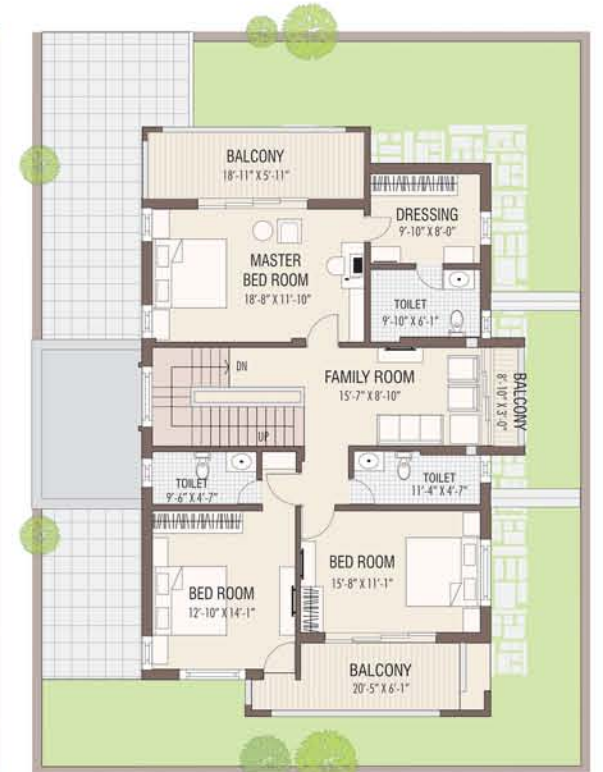 BALCONY
18'-11" X 5'-11"
DRESSING
9'-10" X 8'-0"
MASTER
BED ROOM
18'-8" X 11'-10"
TOILET
9'-10" X 6'-1"
DN
FAMILY ROOM
15'-7" X 8'-10"
BALCONY
8'-10" X 3'-0"
UP
TOILET
9'-6" X 4'-7"
TOILET
11'-4" X 4'-7"
BED ROOM
15'-8" X 11'-1"
BED ROOM
12'-10" X 14'-1"
BALCONY
20'-5" X 6'-1"